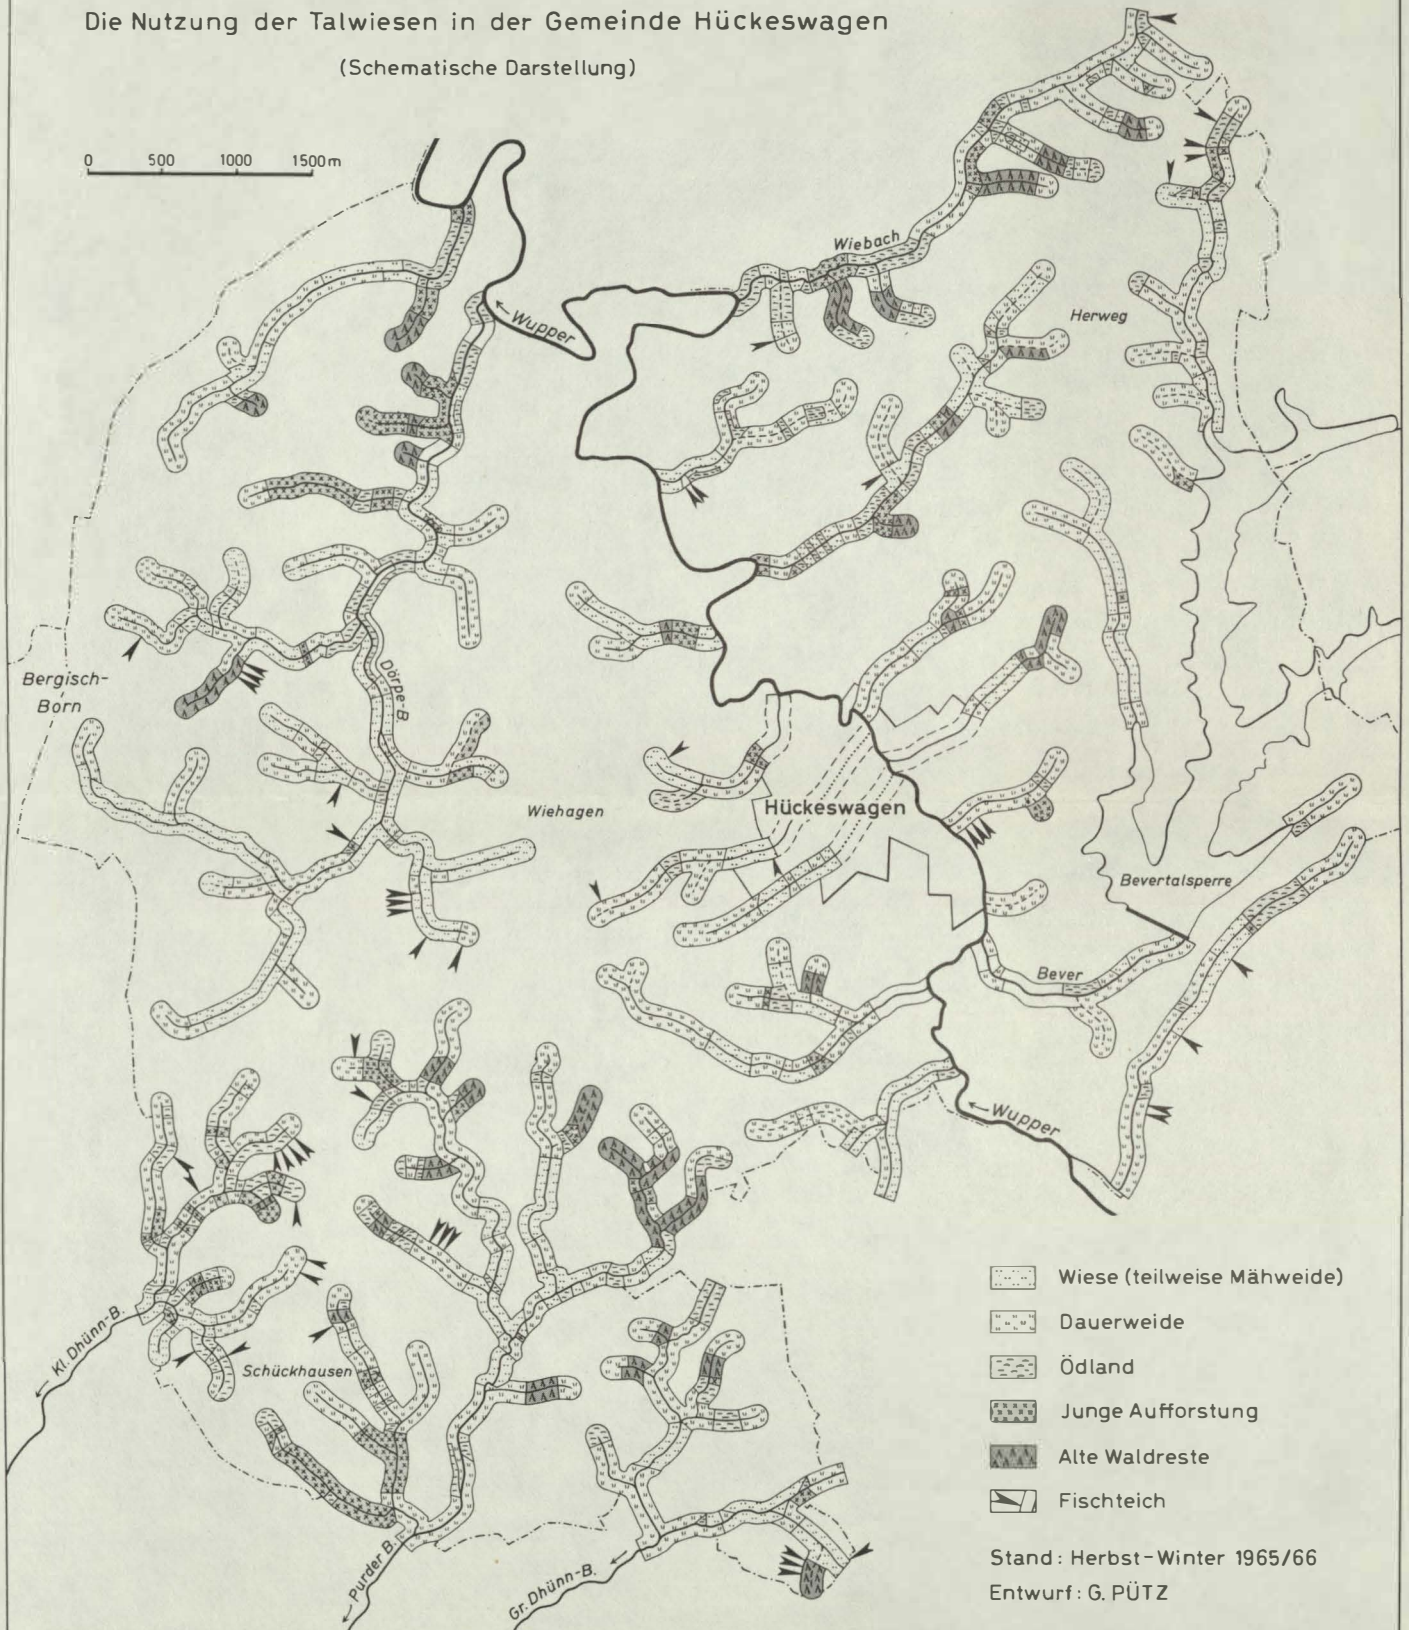 Die Nutzung der Talwiesen in der Gemeinde Hückeswagen
(Schematische Darstellung)
0 500 1000 1500 m
Wiebach
Herweg
← Wupper
Bergisch-
Born
Dörpe-B.
Wiehagen
Hückeswagen
Bevertalsperre
Bever
← Wupper
← Kl. Dhünn-B.
Schückhausen
← Purder B.
Gr. Dhünn-B. ←
Wiese (teilweise Mähweide)
Dauerweide
Ödland
Junge Aufforstung
Alte Waldreste
Fischteich
Stand: Herbst-Winter 1965/66
Entwurf: G. PÜTZ